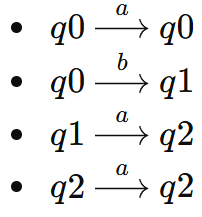 • q0 —a→ q0
• q0 —b→ q1
• q1 —a→ q2
• q2 —a→ q2